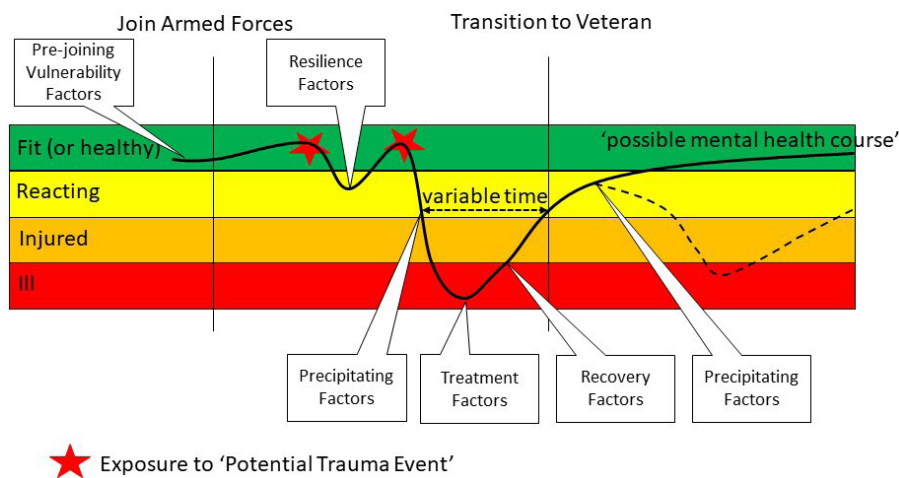 Join Armed Forces
Transition to Veteran
Pre-joining
Vulnerability
Factors
Resilience
Factors
Fit (or healthy)
‘possible mental health course’
Reacting
variable time
Injured
Ill
Precipitating
Factors
Treatment
Factors
Recovery
Factors
Precipitating
Factors
Exposure to ‘Potential Trauma Event’